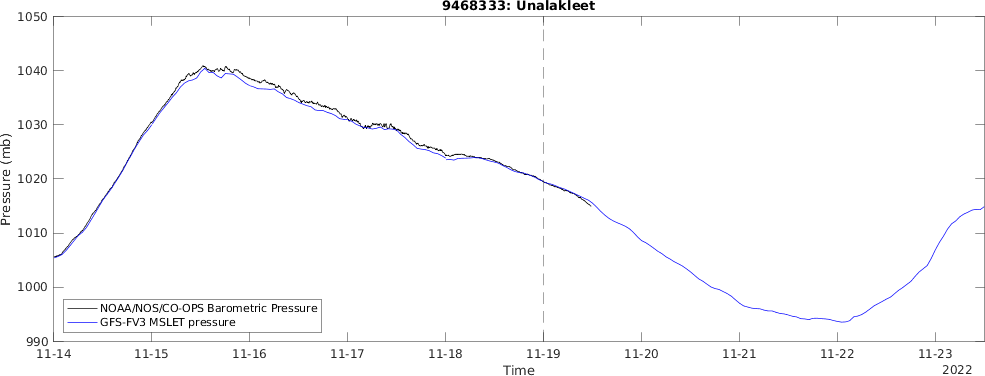 9468333: Unalakleet
1050
1040
1030
1020
1010
1000
990
Pressure (mb)
NOAA/NOS/CO-OPS Barometric Pressure
GFS-FV3 MSLET pressure
11-14 11-15 11-16 11-17 11-18 11-19 11-20 11-21 11-22 11-23
Time
2022